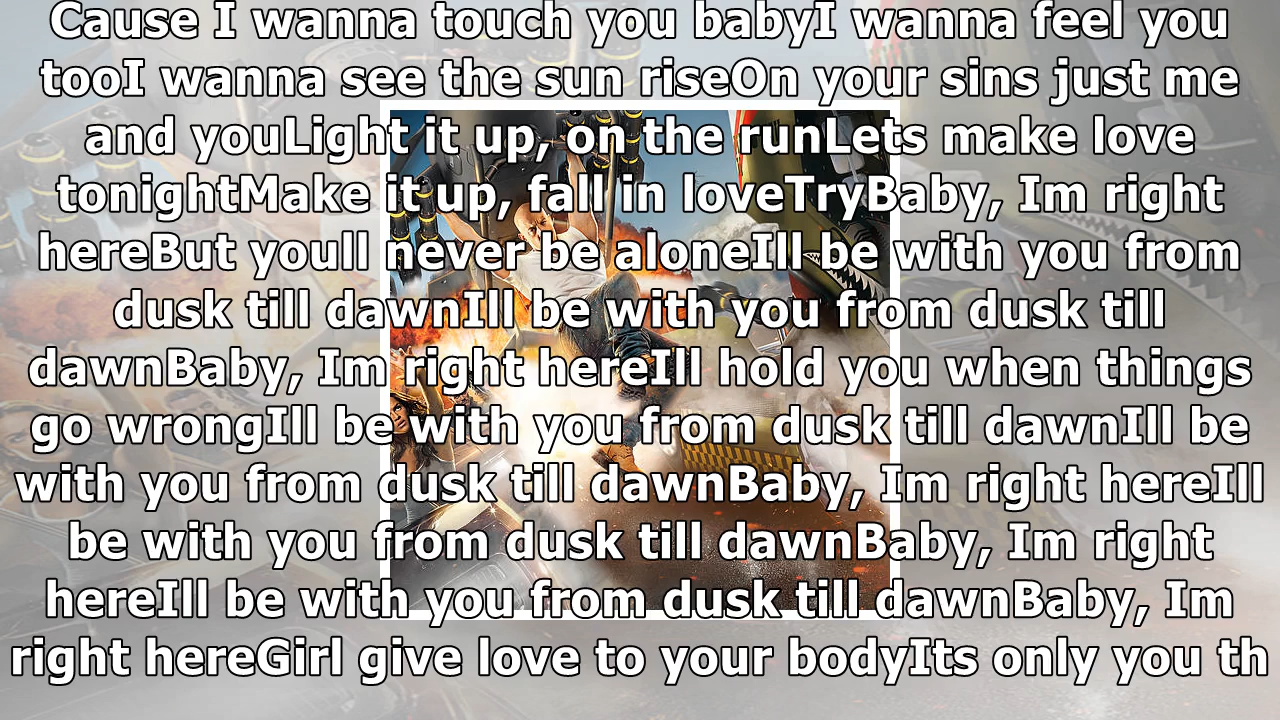 Cause I wanna touch you babyI wanna feel you
tooI wanna see the sun riseOn your sins just me
and youLight it up, on the runLets make love
tonightMake it up, fall in loveTryBaby, Im right
hereBut youll never be aloneIll be with you from
dusk till dawnIll be with you from dusk till
dawnBaby, Im right hereIll hold you when things
go wrongIll be with you from dusk till dawnIll be
with you from dusk till dawnBaby, Im right hereIll
be with you from dusk till dawnBaby, Im right
hereIll be with you from dusk till dawnBaby, Im
right hereGirl give love to your bodyIts only you th